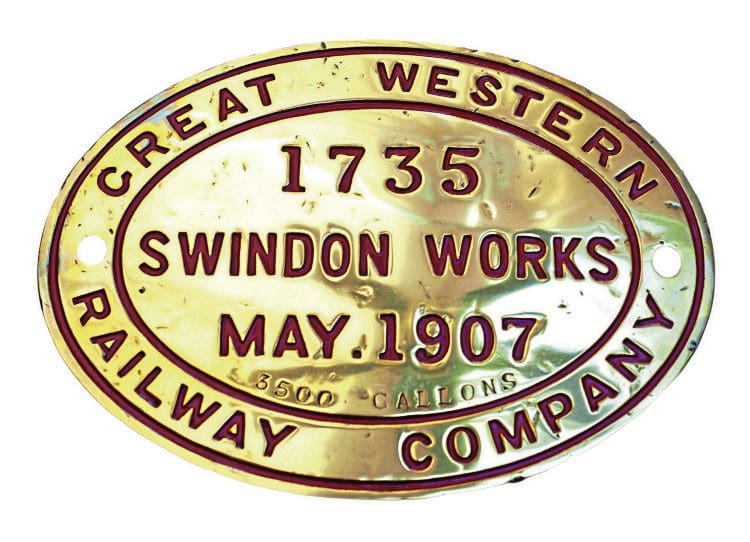 GREAT WESTERN
1735
SWINDON WORKS
MAY.1907
3500 GALLONS
RAILWAY COMPANY